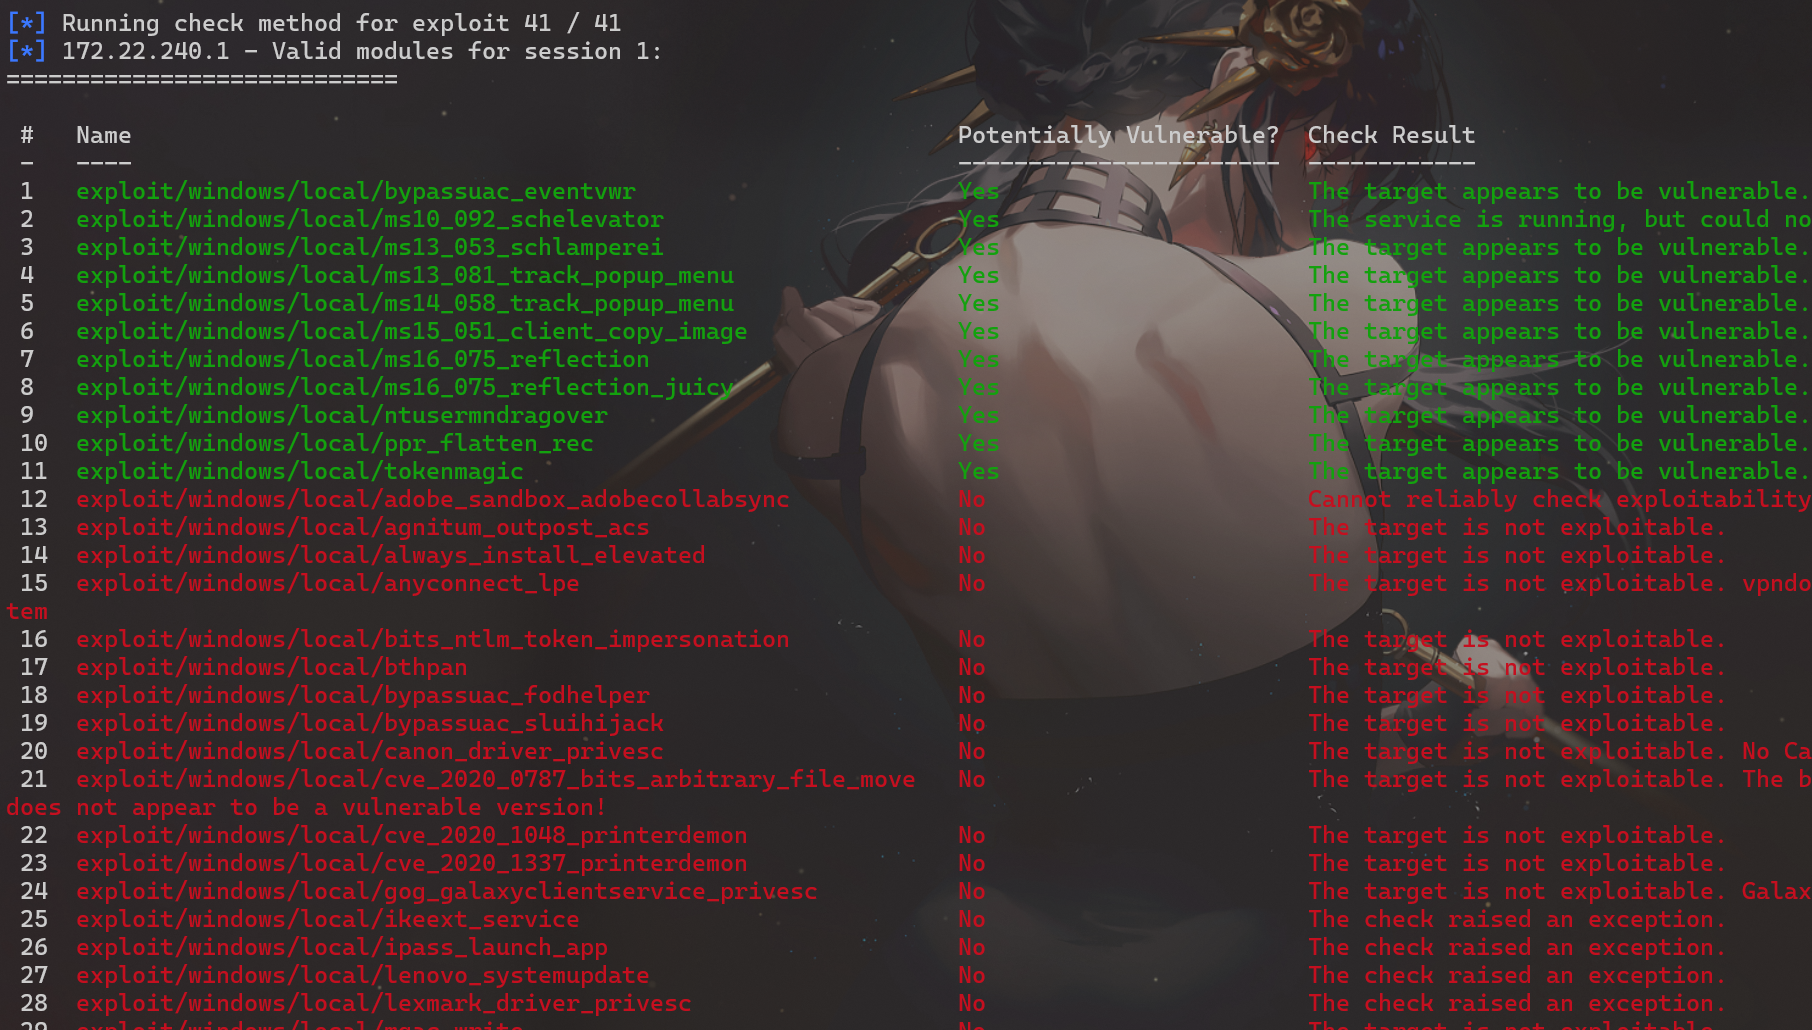 [*] Running check method for exploit 41 / 41
[*] 172.22.240.1 - Valid modules for session 1:
============================
# Name Potentially Vulnerable? Check Result
- ---- ----------------------- ------------
1 exploit/windows/local/bypassuac_eventvwr Yes The target appears to be vulnerable.
2 exploit/windows/local/ms10_092_schelevator Yes The service is running, but could no
3 exploit/windows/local/ms13_053_schlamperei Yes The target appears to be vulnerable.
4 exploit/windows/local/ms13_081_track_popup_menu Yes The target appears to be vulnerable.
5 exploit/windows/local/ms14_058_track_popup_menu Yes The target appears to be vulnerable.
6 exploit/windows/local/ms15_051_client_copy_image Yes The target appears to be vulnerable.
7 exploit/windows/local/ms16_075_reflection Yes The target appears to be vulnerable.
8 exploit/windows/local/ms16_075_reflection_juicy Yes The target appears to be vulnerable.
9 exploit/windows/local/ntusermndragover Yes The target appears to be vulnerable.
10 exploit/windows/local/ppr_flatten_rec Yes The target appears to be vulnerable.
11 exploit/windows/local/tokenmagic Yes The target appears to be vulnerable.
12 exploit/windows/local/adobe_sandbox_adobecollabsync No Cannot reliably check exploitability
13 exploit/windows/local/agnitum_outpost_acs No The target is not exploitable.
14 exploit/windows/local/always_install_elevated No The target is not exploitable.
15 exploit/windows/local/anyconnect_lpe No The target is not exploitable. vpndo
tem
16 exploit/windows/local/bits_ntlm_token_impersonation No The target is not exploitable.
17 exploit/windows/local/bthpan No The target is not exploitable.
18 exploit/windows/local/bypassuac_fodhelper No The target is not exploitable.
19 exploit/windows/local/bypassuac_sluihijack No The target is not exploitable.
20 exploit/windows/local/canon_driver_privesc No The target is not exploitable. No Ca
21 exploit/windows/local/cve_2020_0787_bits_arbitrary_file_move No The target is not exploitable. The b
does not appear to be a vulnerable version!
22 exploit/windows/local/cve_2020_1048_printerdemon No The target is not exploitable.
23 exploit/windows/local/cve_2020_1337_printerdemon No The target is not exploitable.
24 exploit/windows/local/gog_galaxyclientservice_privesc No The target is not exploitable. Galax
25 exploit/windows/local/ikeext_service No The check raised an exception.
26 exploit/windows/local/ipass_launch_app No The check raised an exception.
27 exploit/windows/local/lenovo_systemupdate No The check raised an exception.
28 exploit/windows/local/lexmark_driver_privesc No The check raised an exception.